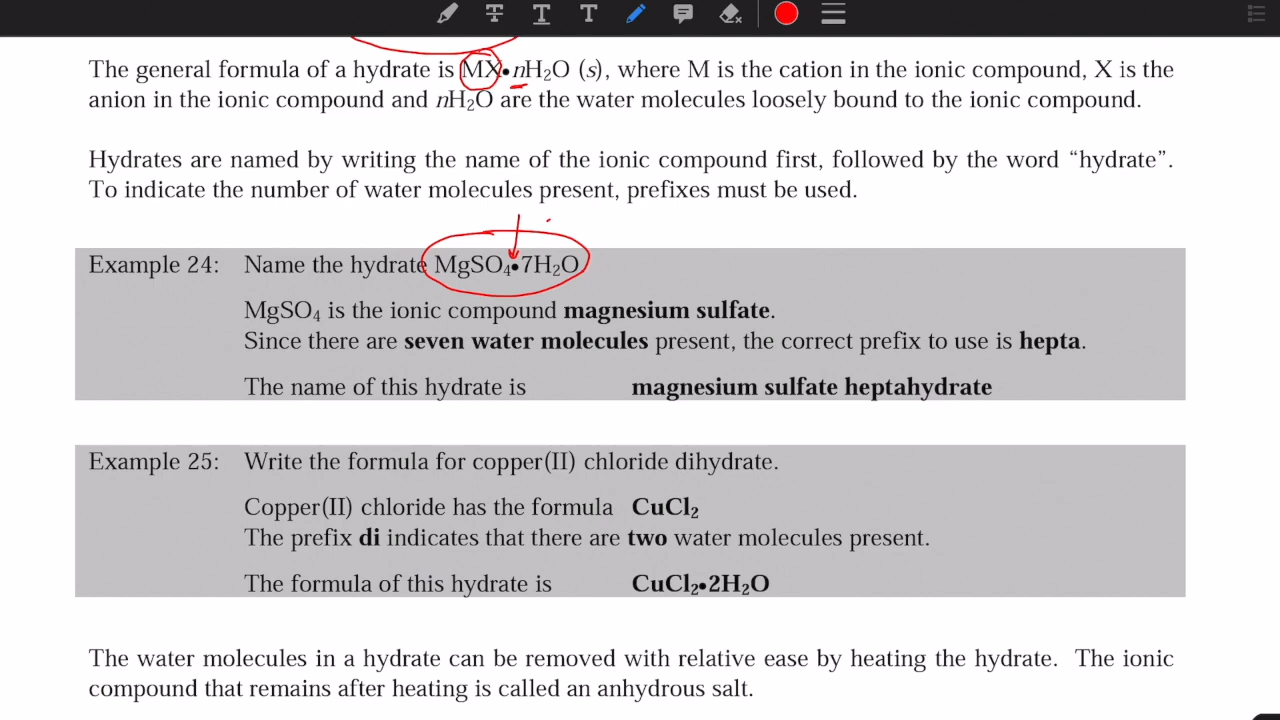 The general formula of a hydrate is MX•nH₂O (s), where M is the cation in the ionic compound, X is the
anion in the ionic compound and nH₂O are the water molecules loosely bound to the ionic compound.
Hydrates are named by writing the name of the ionic compound first, followed by the word “hydrate”.
To indicate the number of water molecules present, prefixes must be used.
Example 24: Name the hydrate MgSO₄•7H₂O
MgSO₄ is the ionic compound magnesium sulfate.
Since there are seven water molecules present, the correct prefix to use is hepta.
The name of this hydrate is magnesium sulfate heptahydrate
Example 25: Write the formula for copper(II) chloride dihydrate.
Copper(II) chloride has the formula CuCl₂
The prefix di indicates that there are two water molecules present.
The formula of this hydrate is CuCl₂•2H₂O
The water molecules in a hydrate can be removed with relative ease by heating the hydrate. The ionic
compound that remains after heating is called an anhydrous salt.